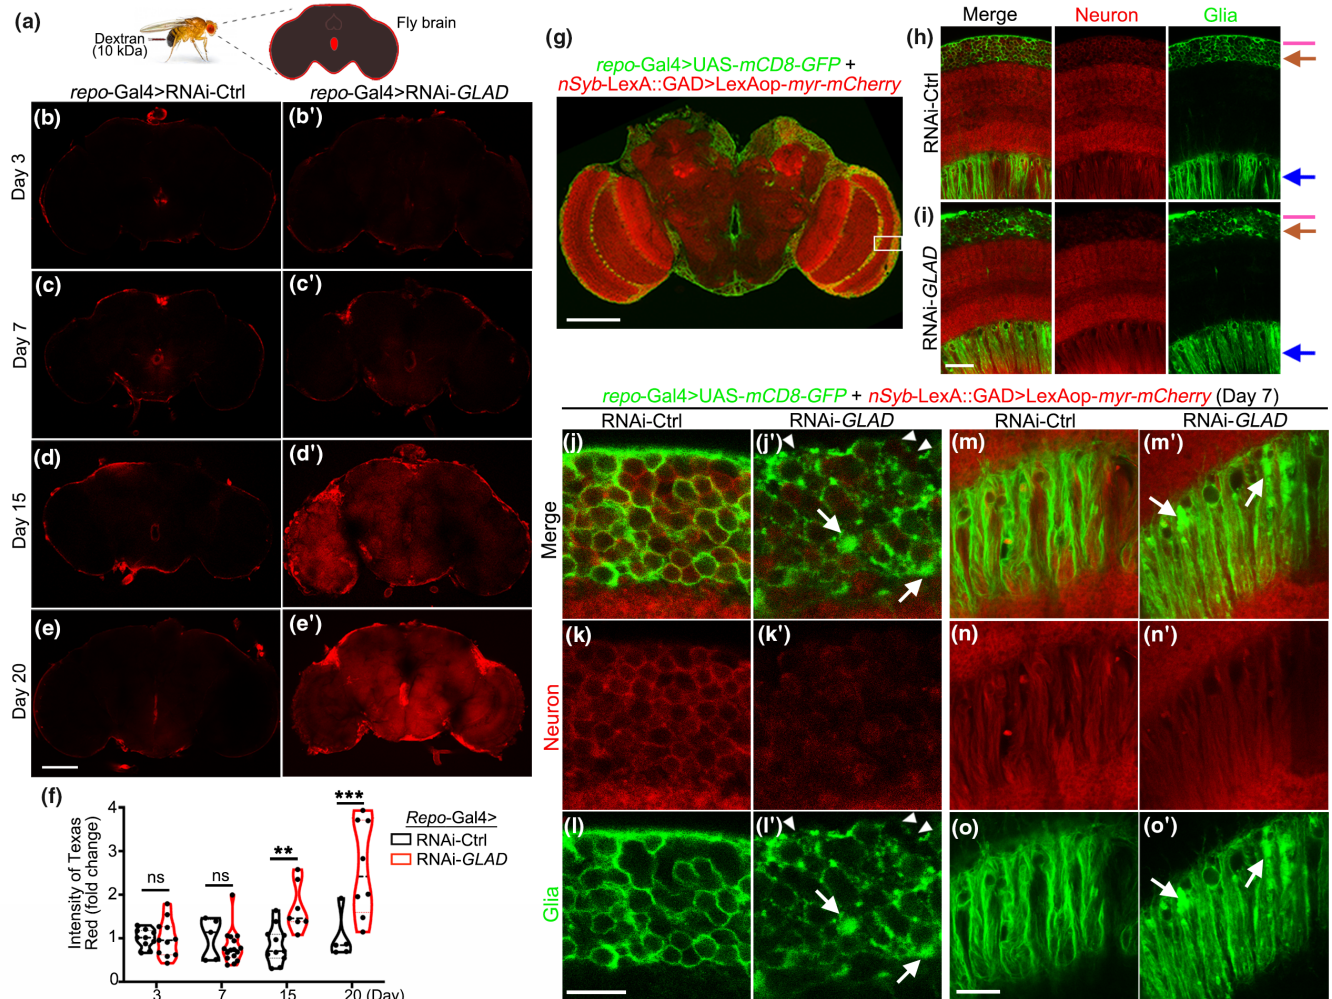 (a)
Dextran
(10 kDa)
Fly brain
repo-Gal4>RNAi-Ctrl
repo-Gal4>RNAi-GLAD
Day 3
(b)
(b')
Day 7
(c)
(c')
Day 15
(d)
(d')
Day 20
(e)
(e')
(f)
Intensity of Texas
Red (fold change)
4
3
2
1
0
ns
ns
**
***
3
7
15
20 (Day)
Repo-Gal4>
RNAi-Ctrl
RNAi-GLAD
(g)
repo-Gal4>UAS-mCD8-GFP +
nSyb-LexA::GAD>LexAop-myr-mCherry
Merge
Neuron
Glia
(h)
RNAi-Ctrl
(i)
RNAi-GLAD
repo-Gal4>UAS-mCD8-GFP + nSyb-LexA::GAD>LexAop-myr-mCherry (Day 7)
RNAi-Ctrl
RNAi-GLAD
RNAi-Ctrl
RNAi-GLAD
Merge
(j)
(j')
(m)
(m')
Neuron
(k)
(k')
(n)
(n')
Glia
(l)
(l')
(o)
(o')